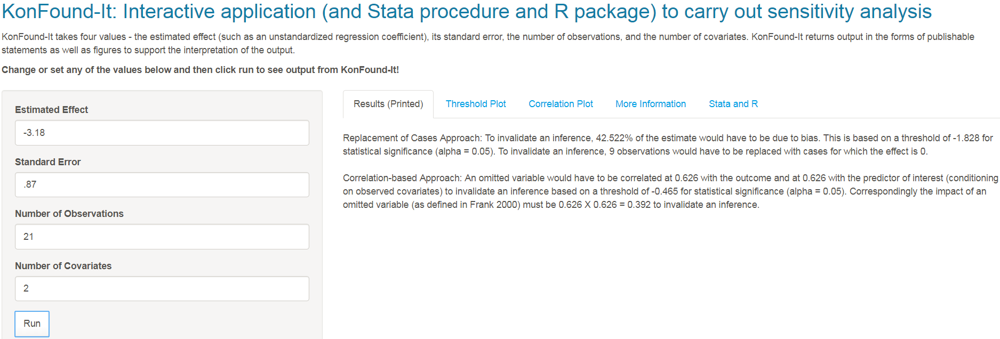 KonFound-It: Interactive application (and Stata procedure and R package) to carry out sensitivity analysis
KonFound-It takes four values - the estimated effect (such as an unstandardized regression coefficient), its standard error, the number of observations, and the number of covariates. KonFound-It returns output in the forms of publishable
statements as well as figures to support the interpretation of the output.
Change or set any of the values below and then click run to see output from KonFound-It!
Estimated Effect
-3.18
Standard Error
.87
Number of Observations
21
Number of Covariates
2
Run
Results (Printed) Threshold Plot Correlation Plot More Information Stata and R
Replacement of Cases Approach: To invalidate an inference, 42.522% of the estimate would have to be due to bias. This is based on a threshold of -1.828 for
statistical significance (alpha = 0.05). To invalidate an inference, 9 observations would have to be replaced with cases for which the effect is 0.
Correlation-based Approach: An omitted variable would have to be correlated at 0.626 with the outcome and at 0.626 with the predictor of interest (conditioning
on observed covariates) to invalidate an inference based on a threshold of -0.465 for statistical significance (alpha = 0.05). Correspondingly the impact of an
omitted variable (as defined in Frank 2000) must be 0.626 X 0.626 = 0.392 to invalidate an inference.